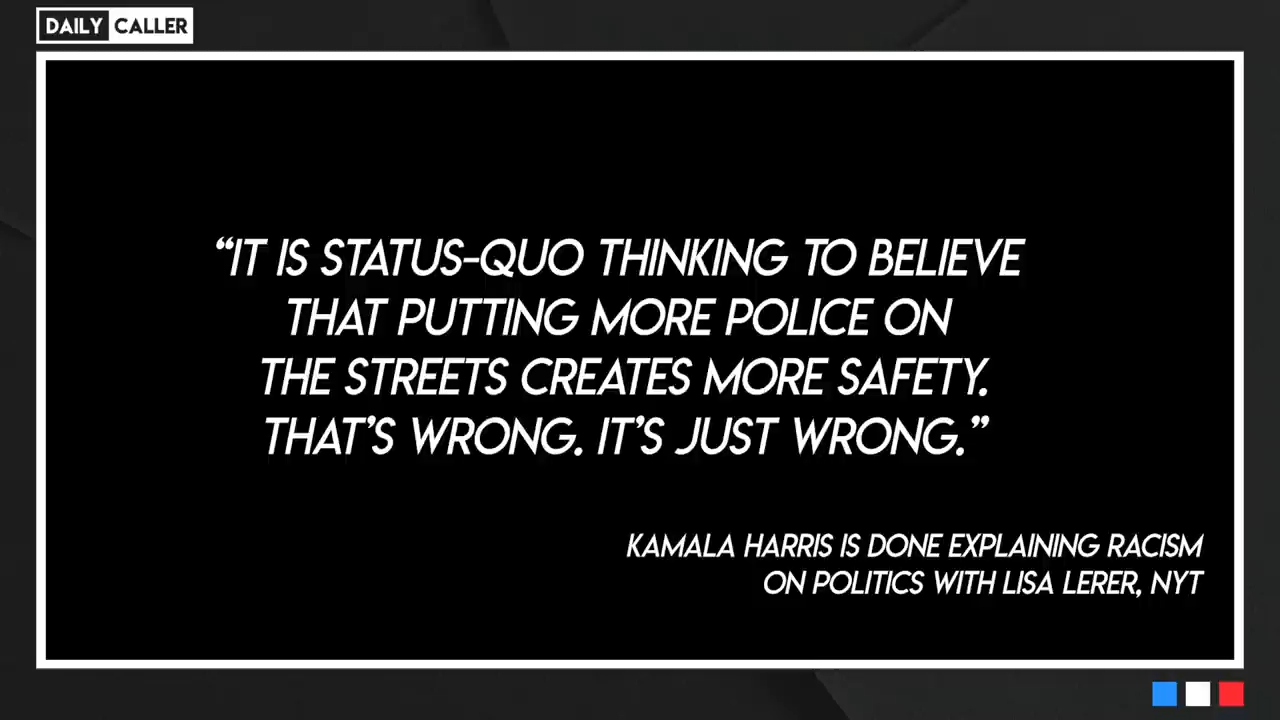 DAILY CALLER
“IT IS STATUS-QUO THINKING TO BELIEVE
THAT PUTTING MORE POLICE ON
THE STREETS CREATES MORE SAFETY.
THAT’S WRONG. IT’S JUST WRONG.”
KAMALA HARRIS IS DONE EXPLAINING RACISM
ON POLITICS WITH LISA LERER, NYT